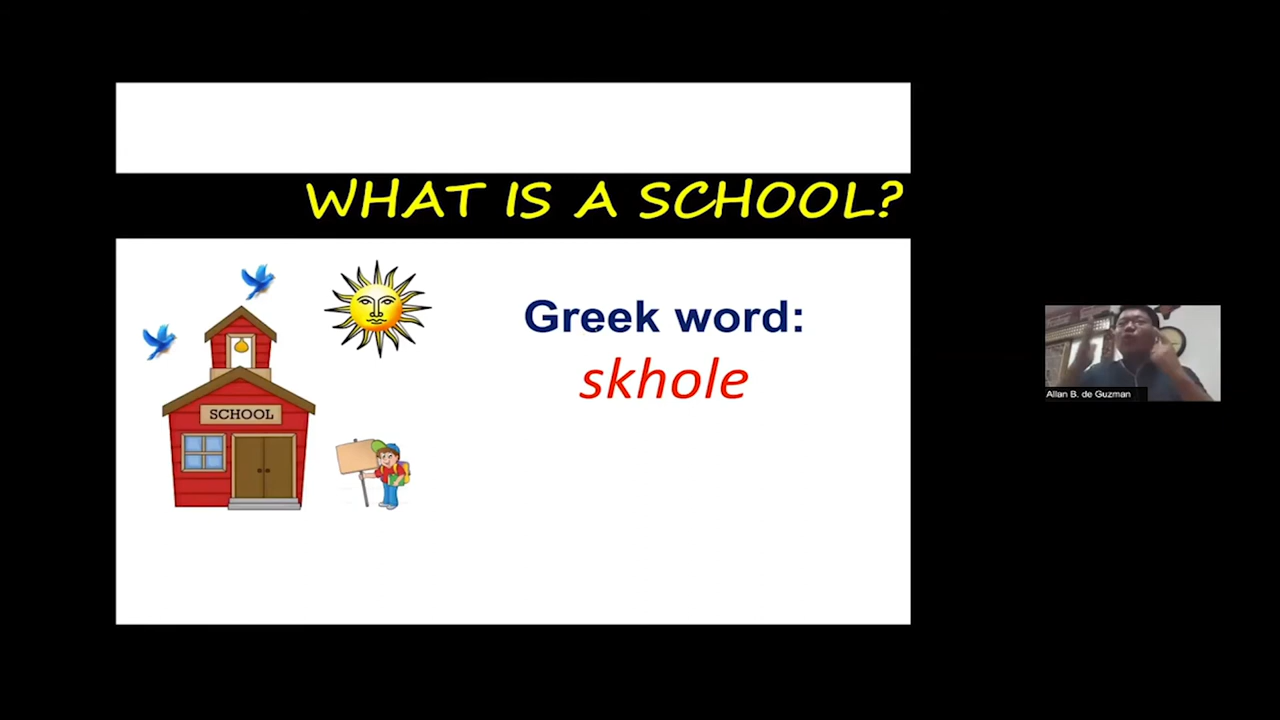 WHAT IS A SCHOOL?
Greek word:
skhole
SCHOOL
Allan B. de Guzman